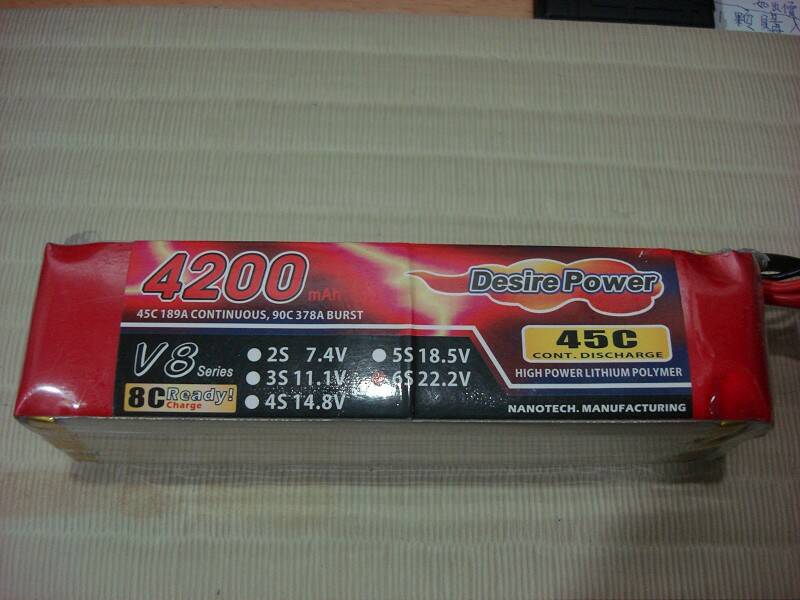 4200 mAh
45C 189A CONTINUOUS, 90C 378A BURST
Desire Power
45C
CONT. DISCHARGE
HIGH POWER LITHIUM POLYMER
NANOTECH. MANUFACTURING
V8 Series
8C Ready!
Charge
2S 7.4V
3S 11.1V
4S 14.8V
5S 18.5V
6S 22.2V